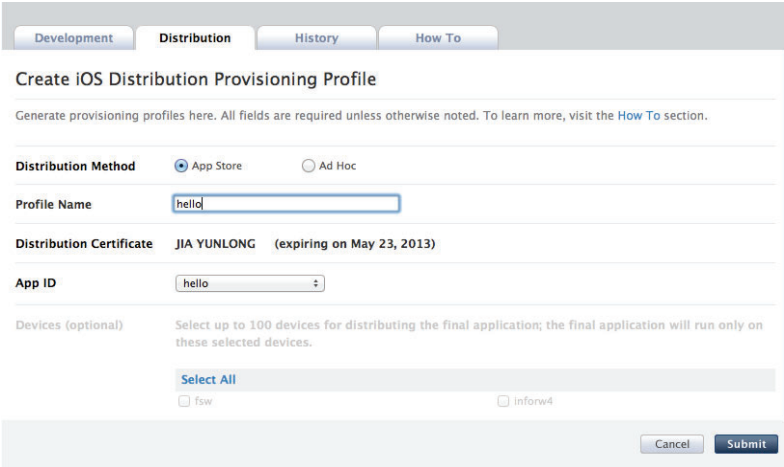 Development Distribution History How To
Create iOS Distribution Provisioning Profile
Generate provisioning profiles here. All fields are required unless otherwise noted. To learn more, visit the How To section.
Distribution Method App Store Ad Hoc
Profile Name hello
Distribution Certificate JIA YUNLONG (expiring on May 23, 2013)
App ID hello
Devices (optional) Select up to 100 devices for distributing the final application; the final application will run only on
these selected devices.
Select All
fsw inforw4
Cancel Submit